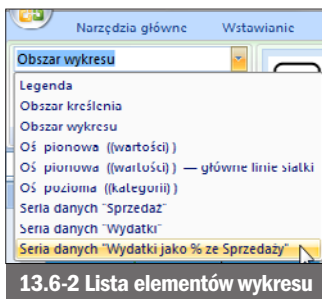 Narzędzia główne Wstawianie
Obszar wykresu
Legenda
Obszar kreślenia
Obszar wykresu
Oś pionowa ((wartości) )
Oś pionowa ((wartości) ) — główne linie siatki
Oś pozioma ((kategorii) )
Seria danych "Sprzedaż"
Seria danych "Wydatki"
Seria danych "Wydatki jako % ze Sprzedaży"
13.6-2 Lista elementów wykresu